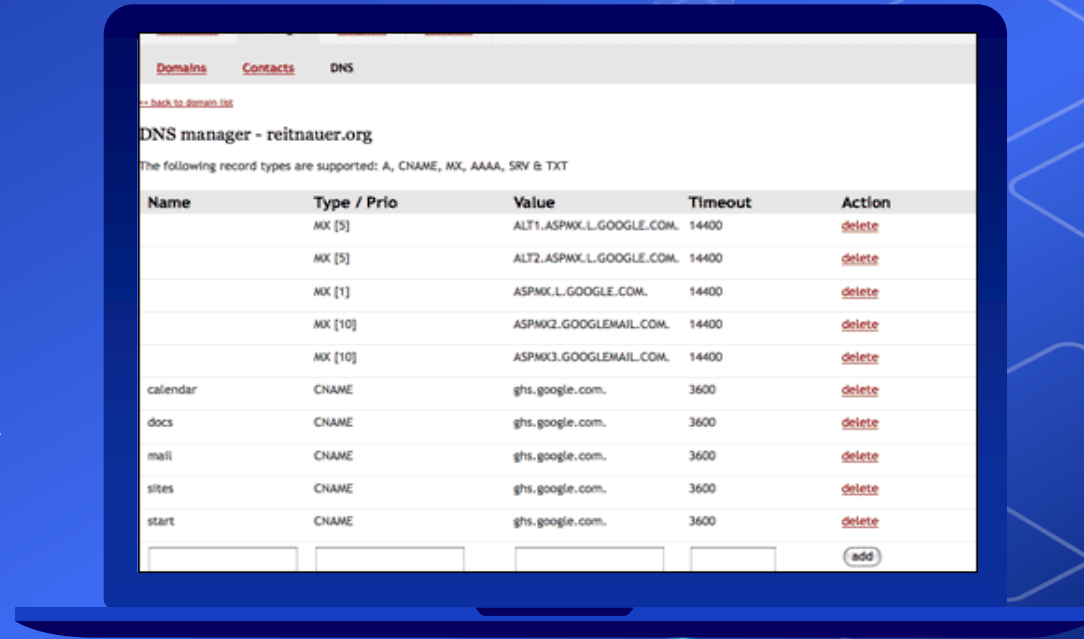 Domains Contacts DNS
back to domain list
DNS manager - reitnauer.org
The following record types are supported: A, CNAME, MX, AAAA, SRV & TXT
Name Type / Prio Value Timeout Action
MX [5] ALT1.ASPMX.L.GOOGLE.COM. 14400 delete
MX [5] ALT2.ASPMX.L.GOOGLE.COM. 14400 delete
MX [1] ASPMX.L.GOOGLE.COM. 14400 delete
MX [10] ASPMX2.GOOGLEMAIL.COM. 14400 delete
MX [10] ASPMX3.GOOGLEMAIL.COM. 14400 delete
calendar CNAME ghs.google.com. 3600 delete
docs CNAME ghs.google.com. 3600 delete
mail CNAME ghs.google.com. 3600 delete
sites CNAME ghs.google.com. 3600 delete
start CNAME ghs.google.com. 3600 delete
add